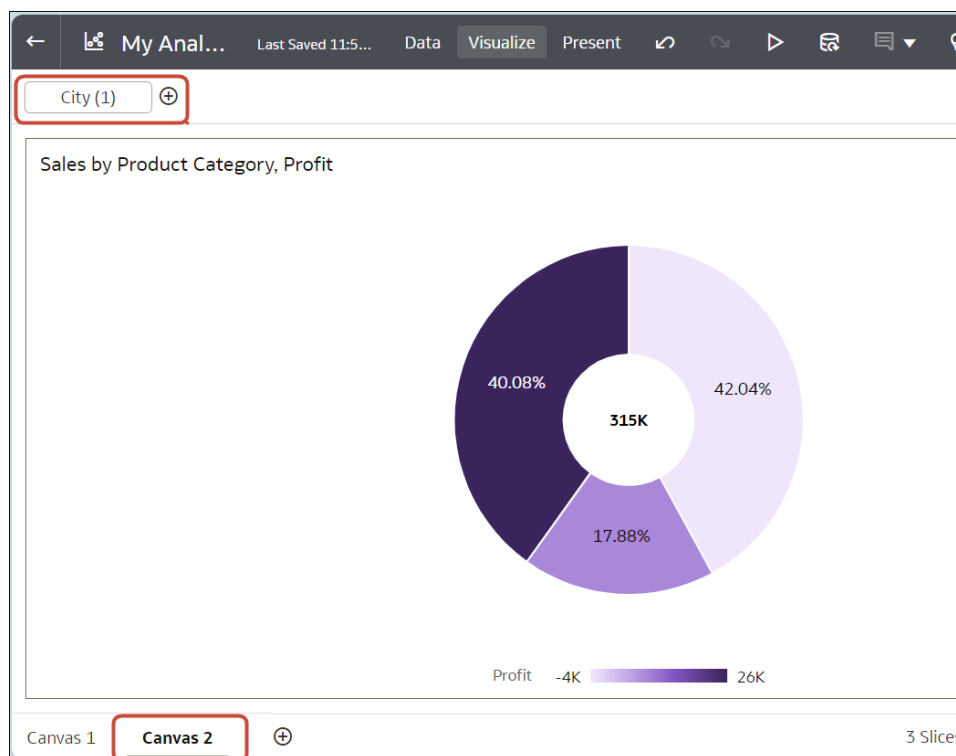 My Anal... Last Saved 11:5... Data Visualize Present
City (1)
Sales by Product Category, Profit
40.08%
42.04%
315K
17.88%
Profit -4K 26K
Canvas 1 Canvas 2 3 Slices